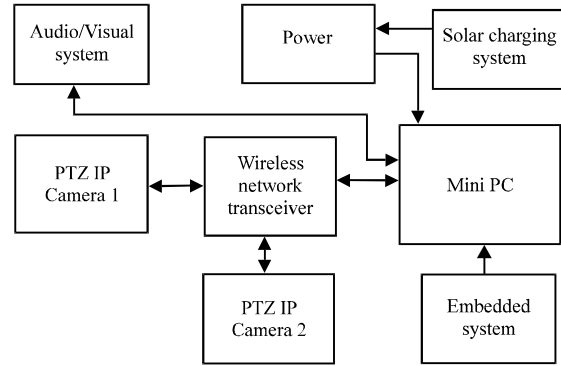 Audio/Visual
system
Power
Solar charging
system
PTZ IP
Camera 1
Wireless
network
transceiver
Mini PC
PTZ IP
Camera 2
Embedded
system